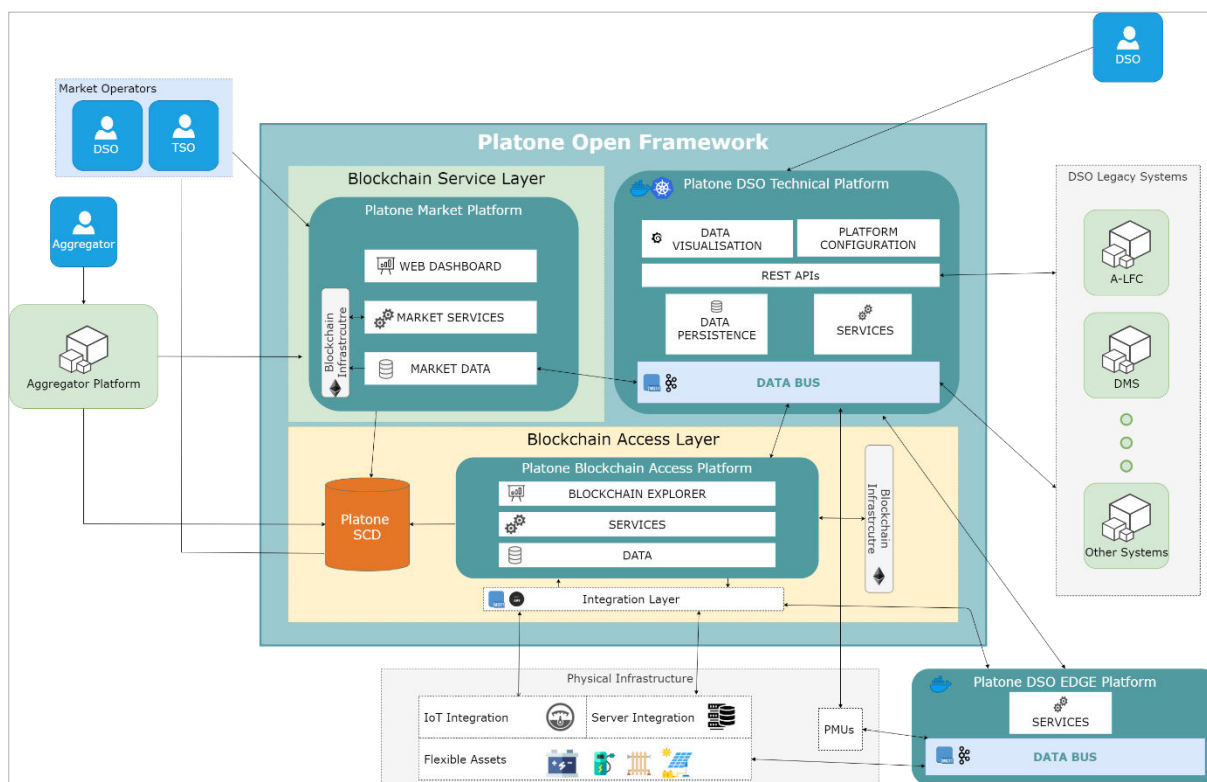 DSO
Market Operators
DSO
TSO
Platone Open Framework
Blockchain Service Layer
Platone DSO Technical Platform
DSO Legacy Systems
Platone Market Platform
Aggregator
DATA
VISUALISATION
PLATFORM
CONFIGURATION
WEB DASHBOARD
REST APIs
A-LFC
Blockchain
Infrastrcutre
MARKET SERVICES
DATA
PERSISTENCE
SERVICES
MARKET DATA
Aggregator Platform
DATA BUS
DMS
Blockchain Access Layer
Platone Blockchain Access Platform
BLOCKCHAIN EXPLORER
Platone
SCD
SERVICES
Blockchain
Infrastrcutre
DATA
Other Systems
Integration Layer
Physical Infrastructure
Platone DSO EDGE Platform
IoT Integration
Server Integration
SERVICES
PMUs
Flexible Assets
DATA BUS